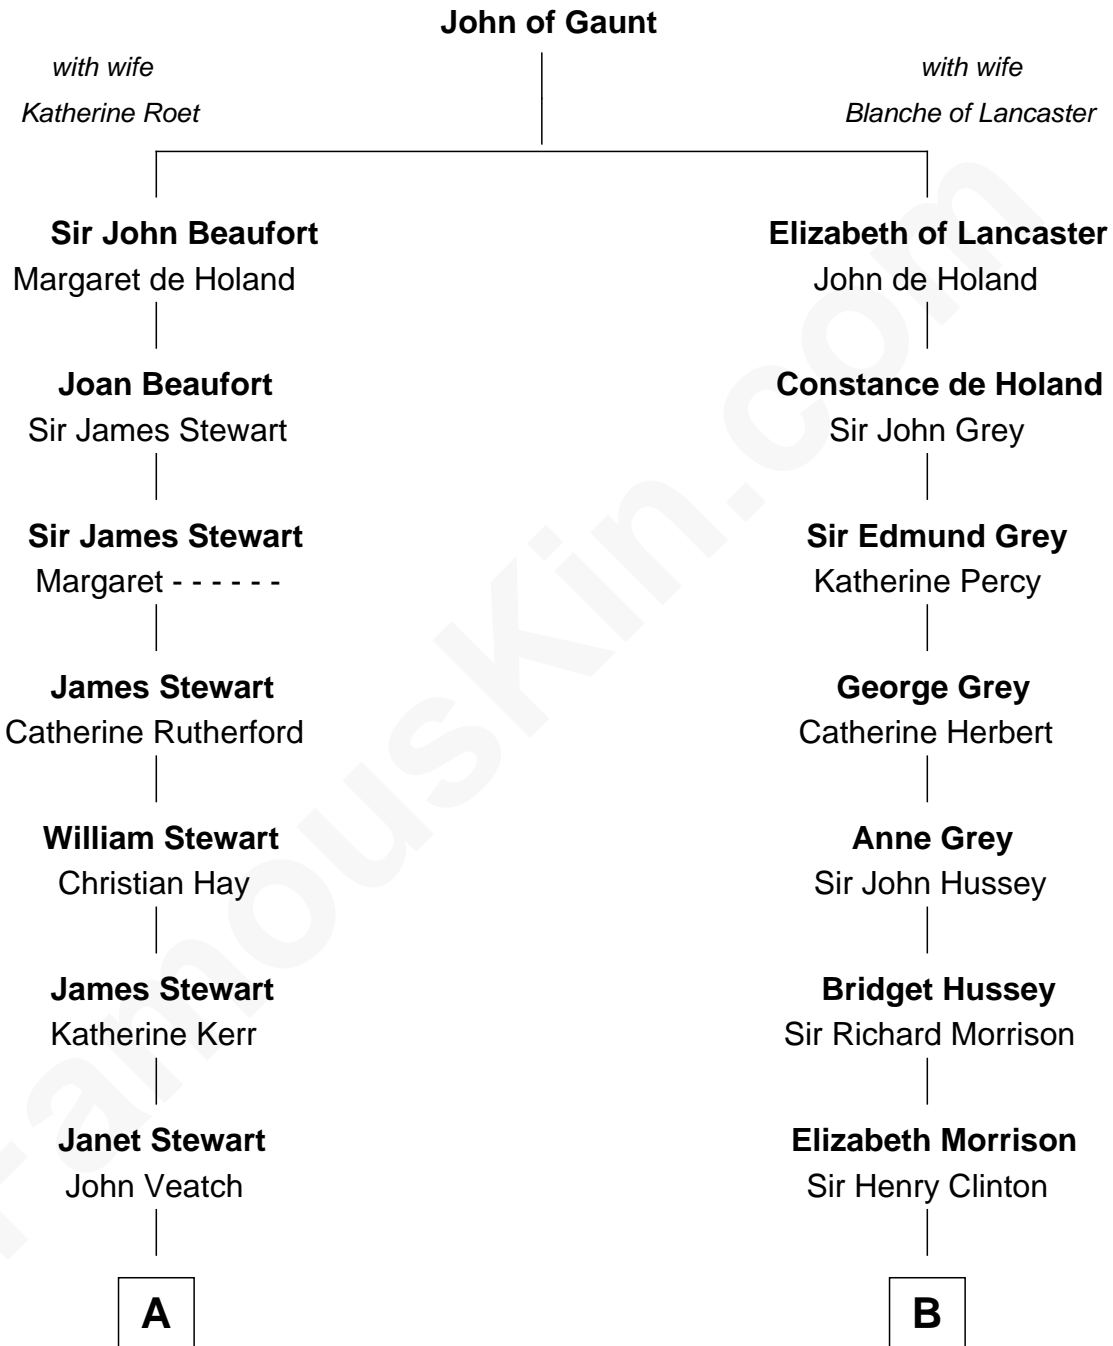 John of Gaunt
with wife
Katherine Roet
with wife
Blanche of Lancaster
Sir John Beaufort
Margaret de Holand
Elizabeth of Lancaster
John de Holand
Joan Beaufort
Sir James Stewart
Constance de Holand
Sir John Grey
Sir James Stewart
Margaret - - - - - -
Sir Edmund Grey
Katherine Percy
James Stewart
Catherine Rutherford
George Grey
Catherine Herbert
William Stewart
Christian Hay
Anne Grey
Sir John Hussey
James Stewart
Katherine Kerr
Bridget Hussey
Sir Richard Morrison
Janet Stewart
John Veatch
Elizabeth Morrison
Sir Henry Clinton
A
B
FamousKin.com